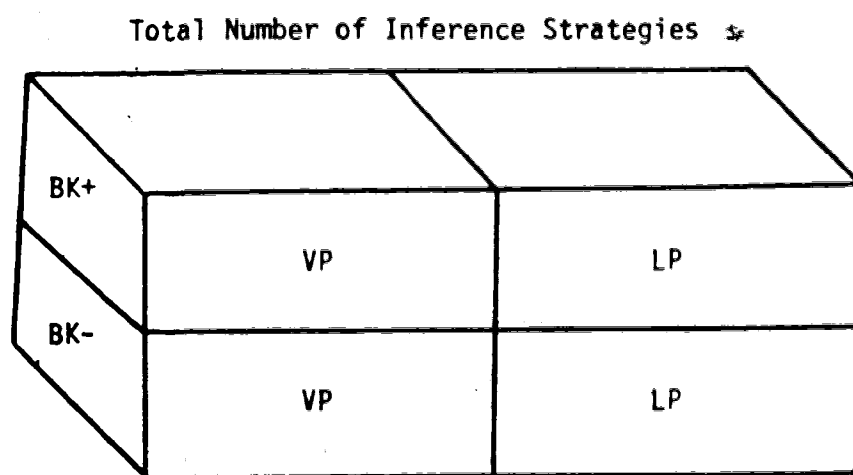 Total Number of Inference Strategies
BK+
VP LP
BK-
VP LP